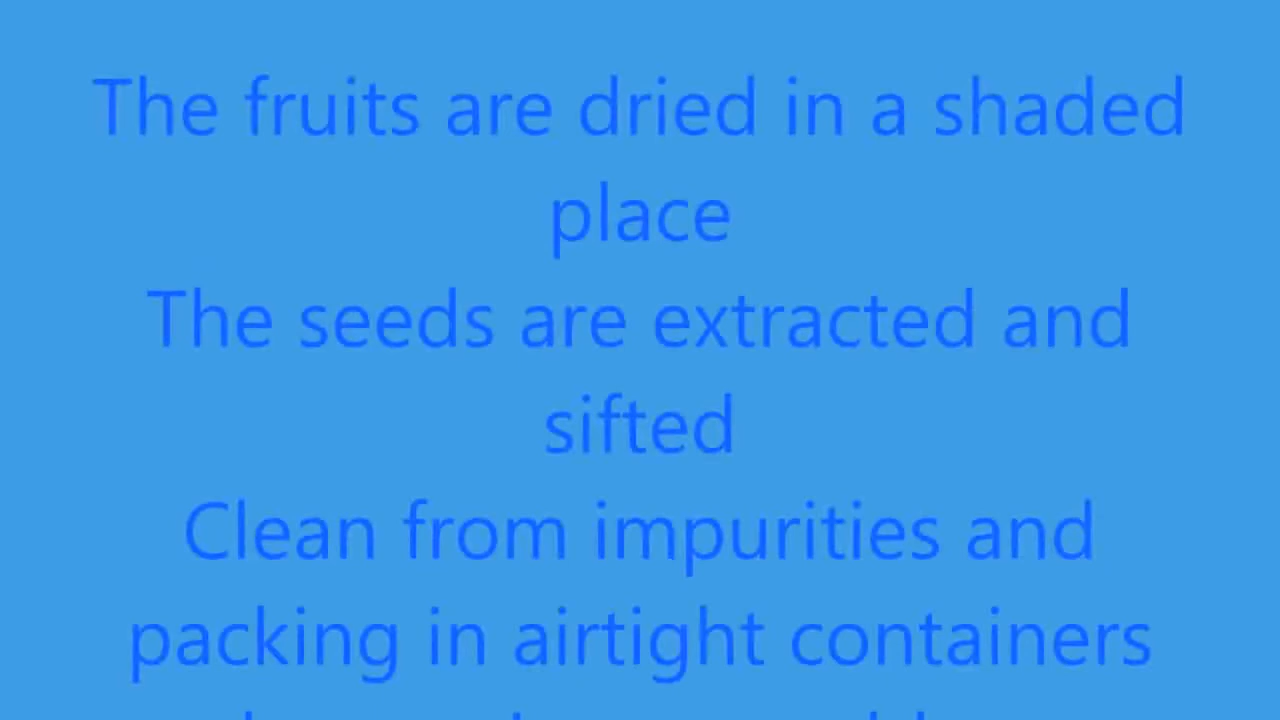 The fruits are dried in a shaded
place
The seeds are extracted and
sifted
Clean from impurities and
packing in airtight containers